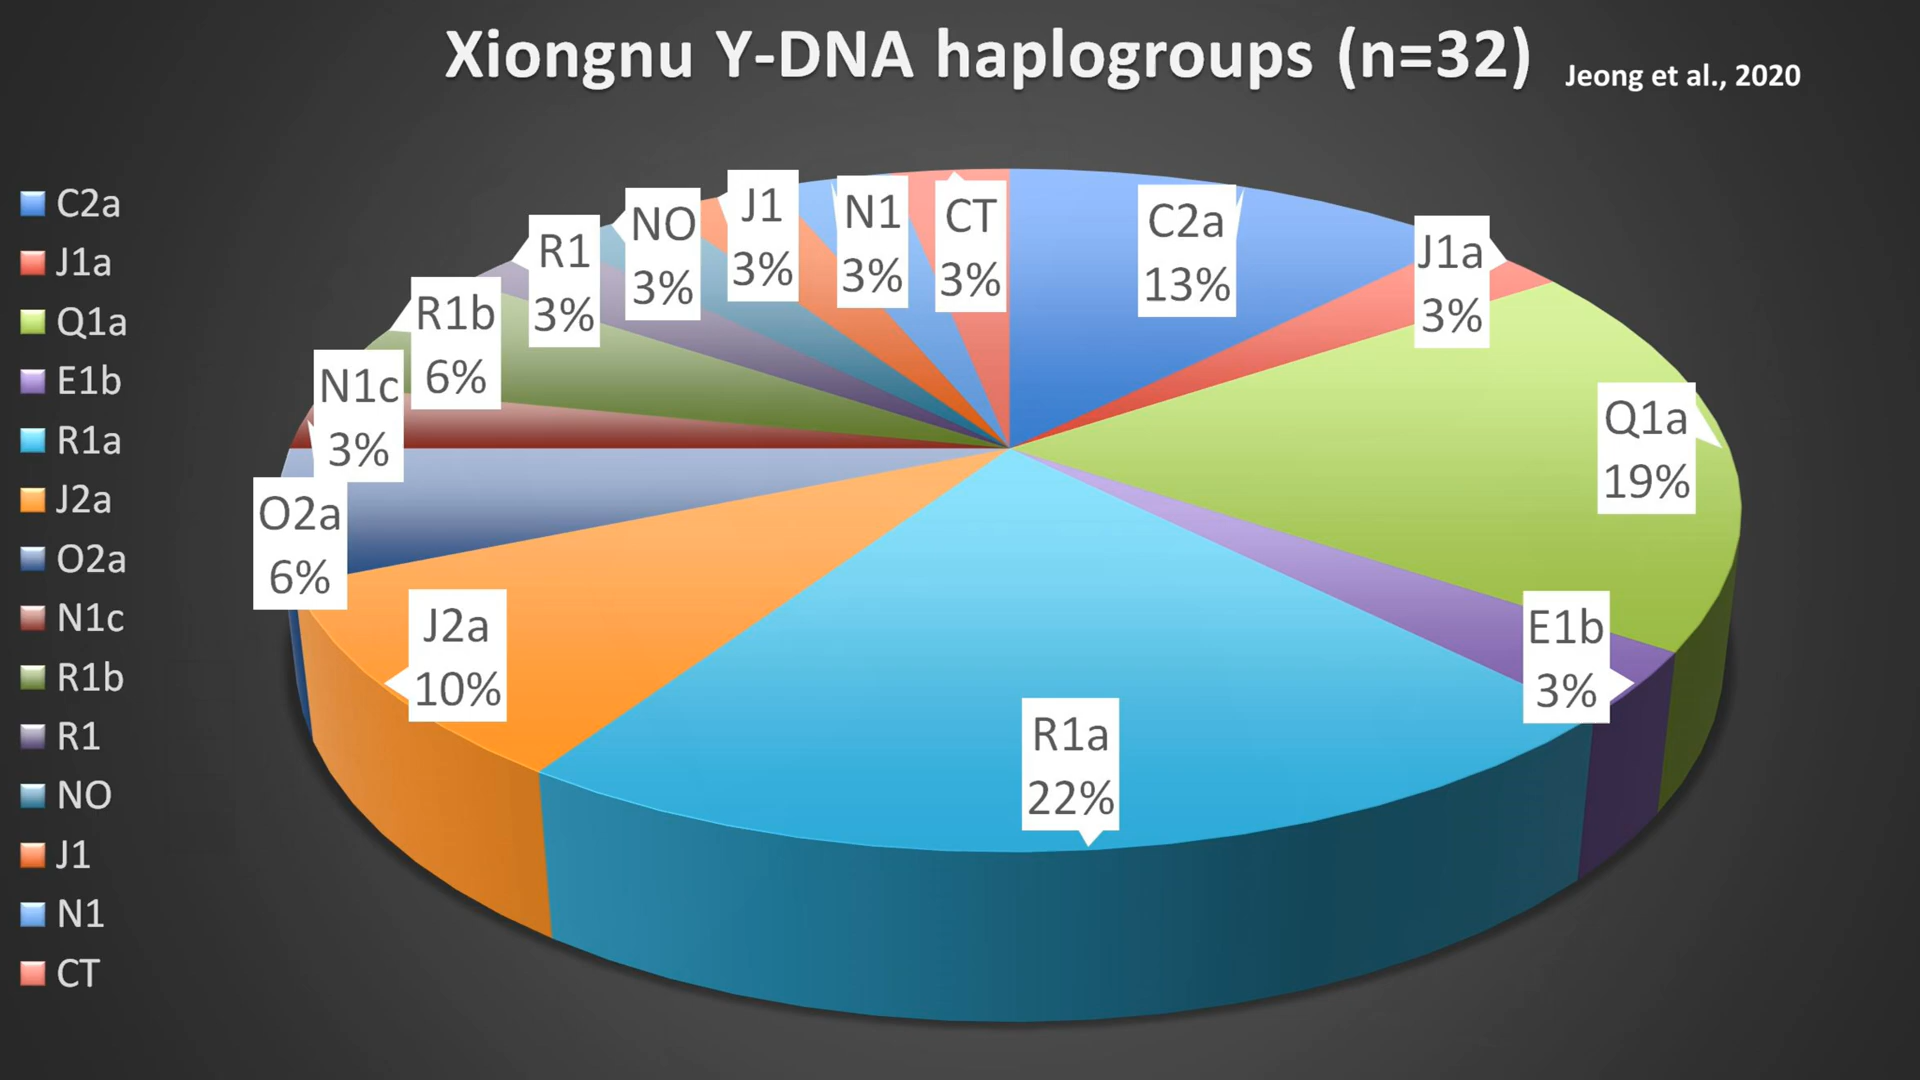 Xiongnu Y-DNA haplogroups (n=32)
Jeong et al., 2020
C2a
J1a
Q1a
E1b
R1a
J2a
O2a
N1c
R1b
R1
NO
J1
N1
CT
C2a
13%
J1a
3%
Q1a
19%
E1b
3%
R1a
22%
J2a
10%
O2a
6%
N1c
3%
R1b
6%
R1
3%
NO
3%
J1
3%
N1
3%
CT
3%